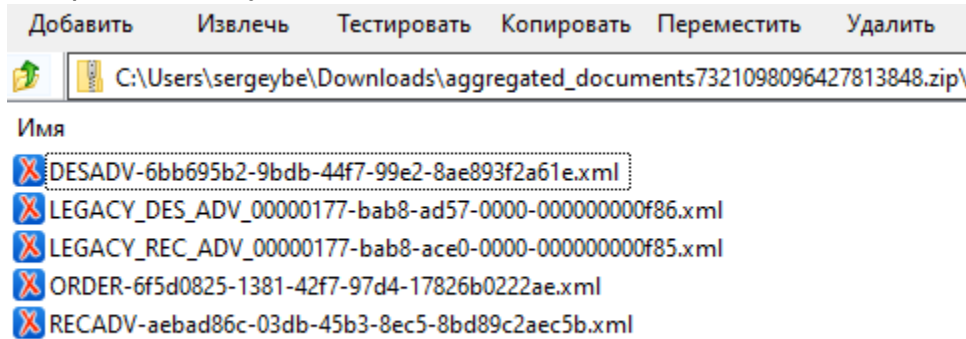 Добавить Извлечь Тестировать Копировать Переместить Удалить
C:\Users\sergeybe\Downloads\aggregated_documents7321098096427813848.zip\
Имя
DESADV-6bb695b2-9bdb-44f7-99e2-8ae893f2a61e.xml
LEGACY_DES_ADV_00000177-bab8-ad57-0000-000000000f86.xml
LEGACY_REC_ADV_00000177-bab8-ace0-0000-000000000f85.xml
ORDER-6f5d0825-1381-42f7-97d4-17826b0222ae.xml
RECADV-aebad86c-03db-45b3-8ec5-8bd89c2aec5b.xml